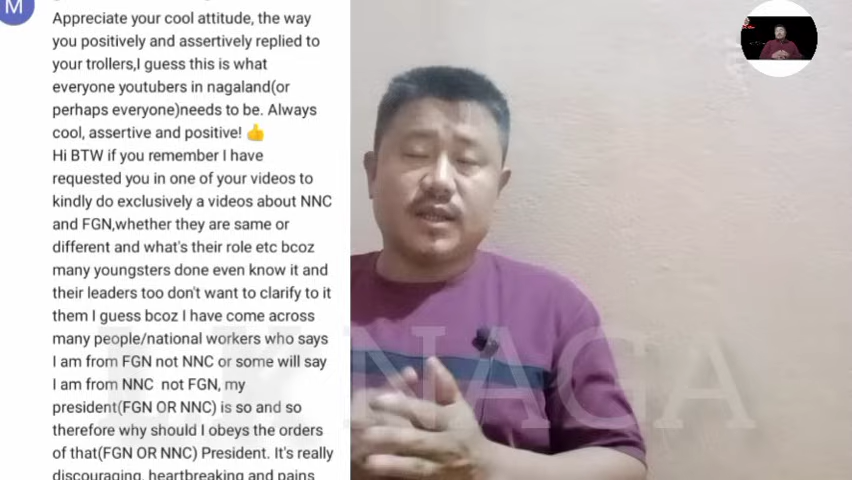 M
Appreciate your cool attitude, the way
you positively and assertively replied to
your trollers,I guess this is what
everyone youtubers in nagaland(or
perhaps everyone)needs to be. Always
cool, assertive and positive! 👍
Hi BTW if you remember I have
requested you in one of your videos to
kindly do exclusively a videos about NNC
and FGN,whether they are same or
different and what's their role etc bcoz
many youngsters done even know it and
their leaders too don't want to clarify to it
them I guess bcoz I have come across
many people/national workers who says
I am from FGN not NNC or some will say
I am from NNC not FGN, my
president(FGN OR NNC) is so and so
therefore why should I obeys the orders
of that(FGN OR NNC) President. It's really
discouraging, heartbreaking and pains
NAGA